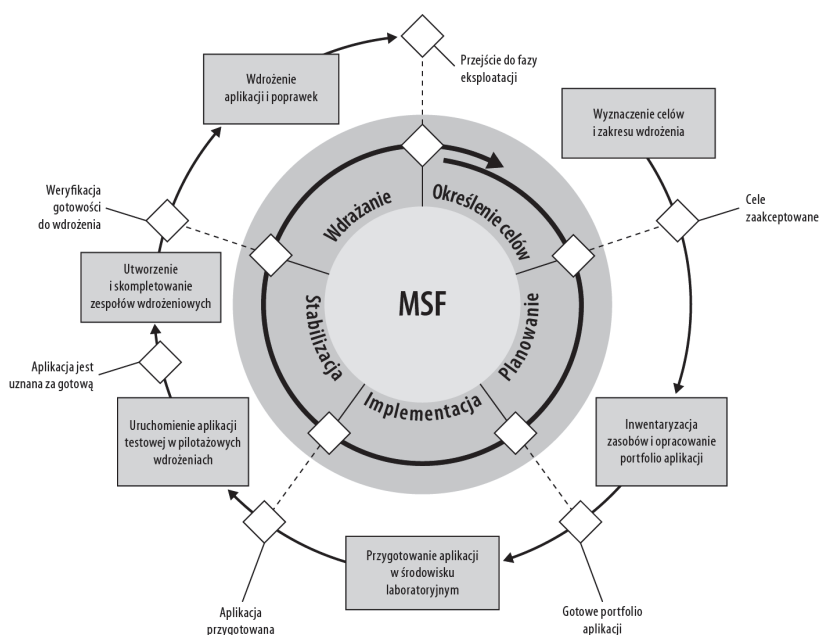 Przejście do fazy
eksploatacji
Wdrożenie
aplikacji i poprawek
Wyznaczenie celów
i zakresu wdrożenia
Weryfikacja
gotowości
do wdrożenia
Cele
zaakceptowane
Wdrażanie
Określenie celów
MSF
Stabilizacja
Planowanie
Implementacja
Utworzenie
i skompletowanie
zespołów wdrożeniowych
Aplikacja jest
uznana za gotową
Uruchomienie aplikacji
testowej w pilotażowych
wdrożeniach
Inwentaryzacja
zasobów i opracowanie
portfolio aplikacji
Przygotowanie aplikacji
w środowisku
laboratoryjnym
Aplikacja
przygotowana
Gotowe portfolio
aplikacji